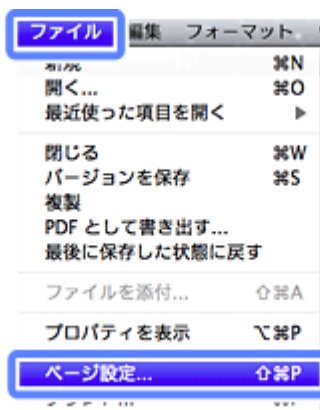 ファイル 編集 フォーマット
新規 ⌘N
開く... ⌘O
最近使った項目を開く ▶
閉じる ⌘W
バージョンを保存 ⌘S
複製
PDF として書き出す...
最後に保存した状態に戻す
ファイルを添付... ⇧⌘A
プロパティを表示 ⌥⌘P
ページ設定... ⇧⌘P